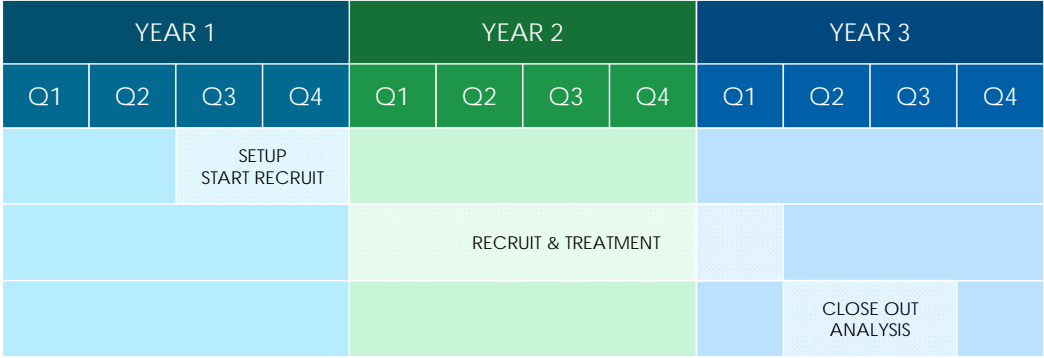 YEAR 1 YEAR 2 YEAR 3
Q1 Q2 Q3 Q4 Q1 Q2 Q3 Q4 Q1 Q2 Q3 Q4
SETUP
START RECRUIT
RECRUIT & TREATMENT
CLOSE OUT
ANALYSIS